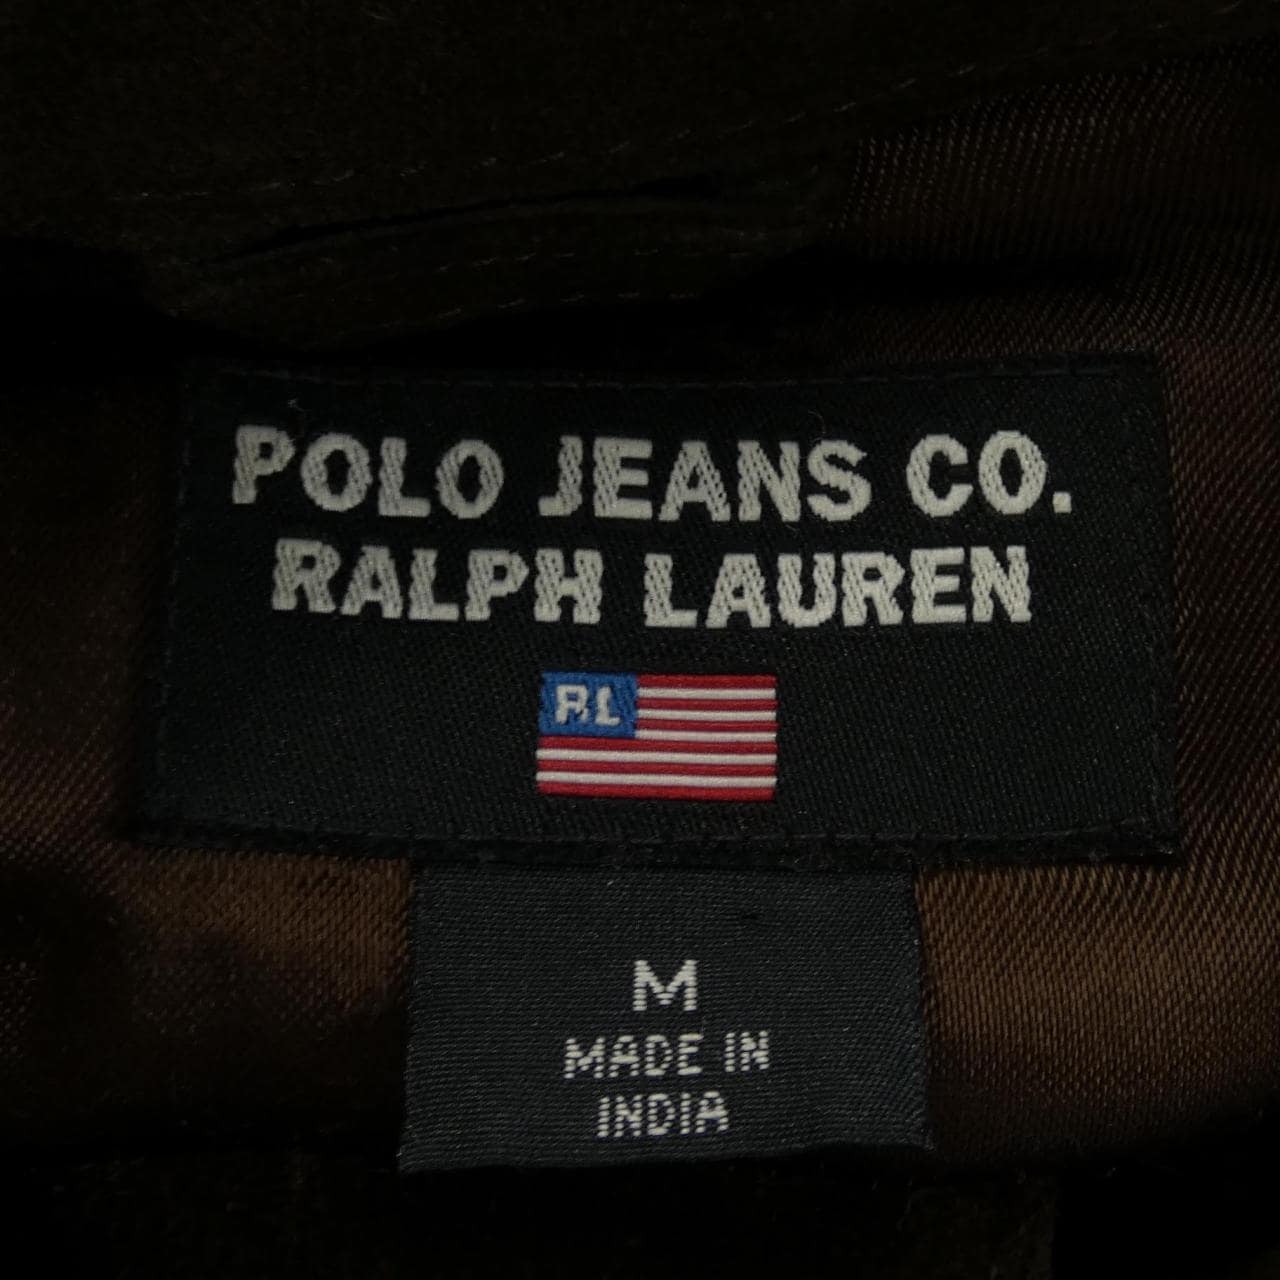 POLO JEANS CO.
RALPH LAUREN
RL
M
MADE IN
INDIA